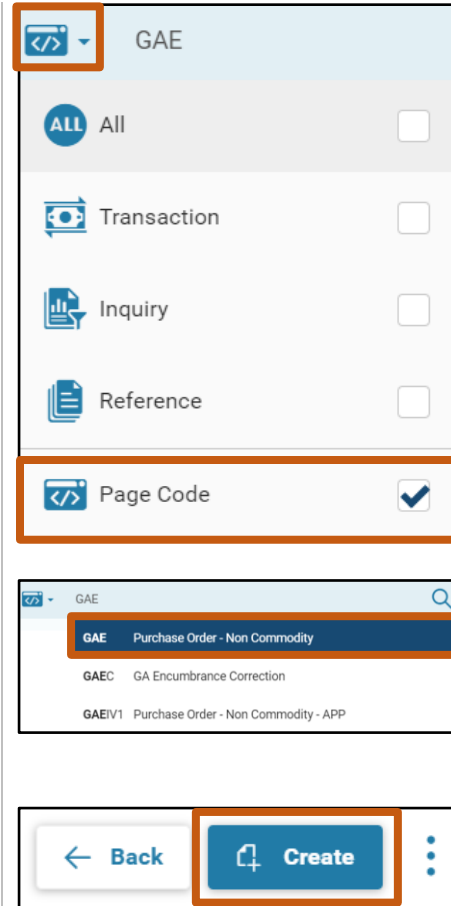 </> GAE
ALL All
Transaction
Inquiry
Reference
</> Page Code
</> GAE
GAE Purchase Order - Non Commodity
GAEC GA Encumbrance Correction
GAEIV1 Purchase Order - Non Commodity - APP
← Back Create